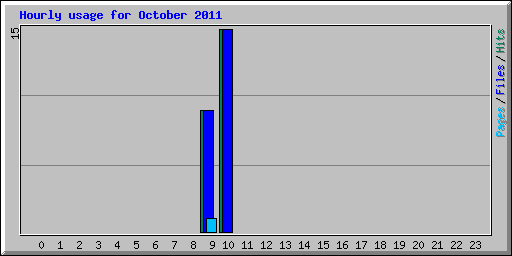 Hourly usage for October 2011
15
Pages/Files/Hits
0 1 2 3 4 5 6 7 8 9 10 11 12 13 14 15 16 17 18 19 20 21 22 23